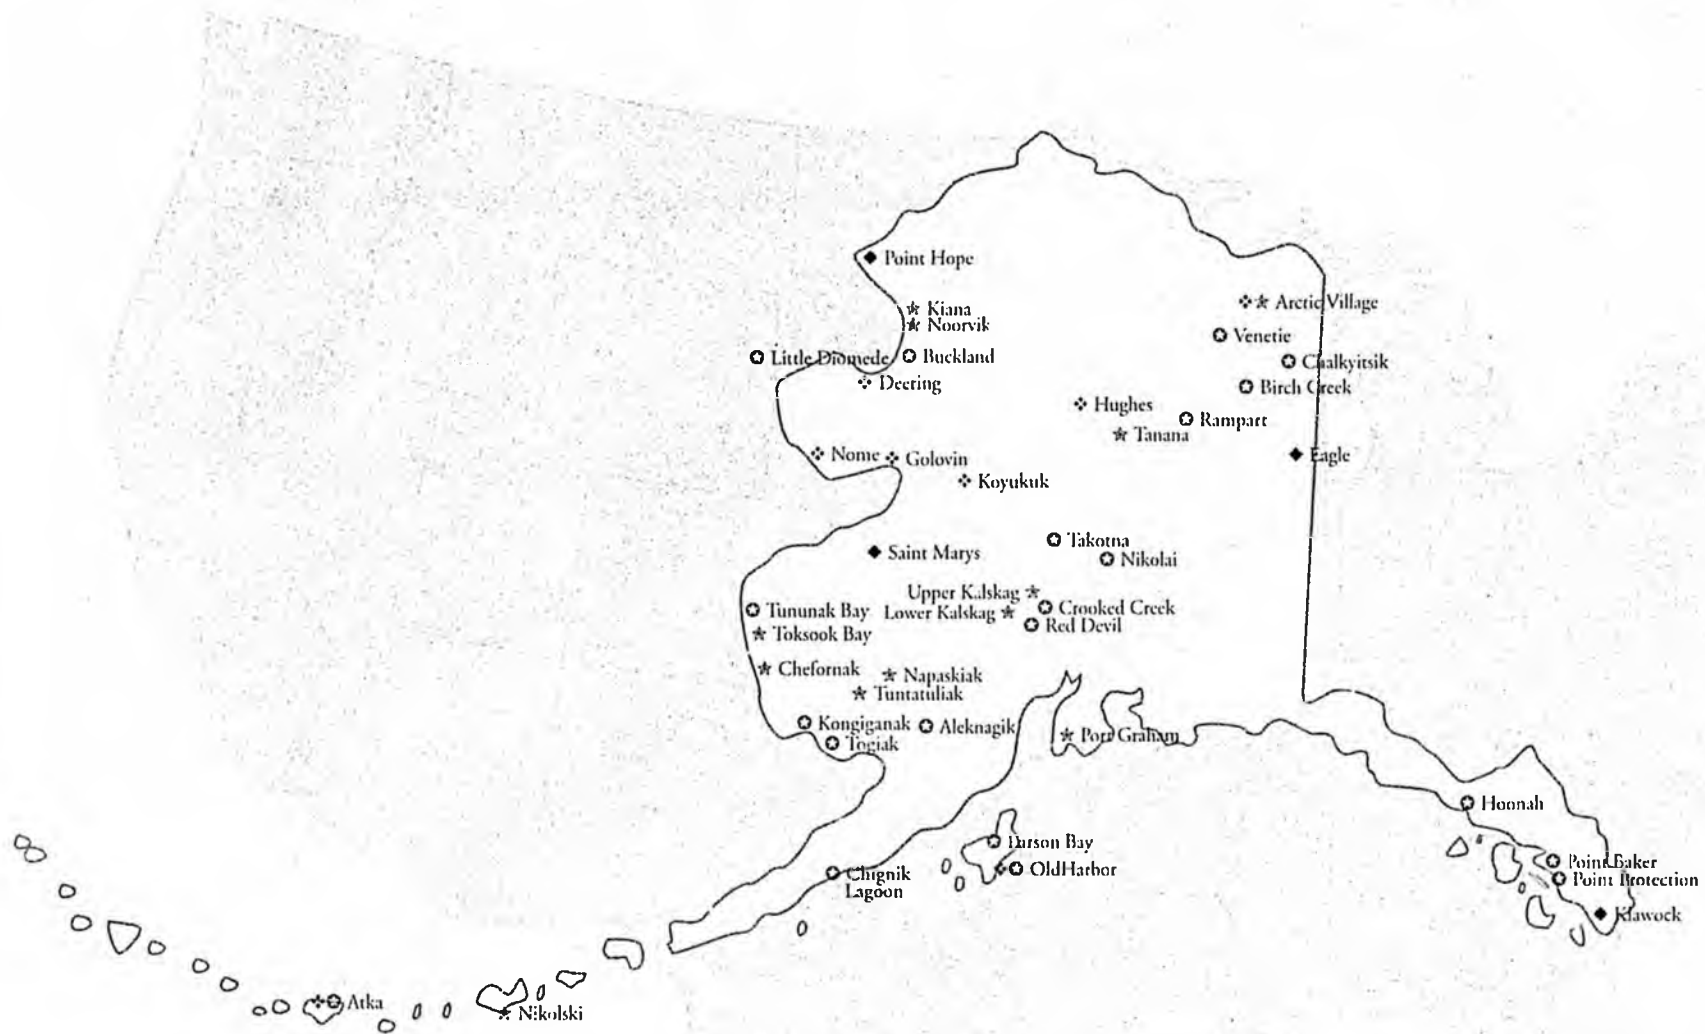 Point Hope
Kiana
Arctic Village
Noorvik
Venetie
Little Diomede
Buckland
Chalkyitsik
Deering
Birch Creek
Hughes
Rampart
Tanana
Nome
Golovin
Eagle
Koyukuk
Takotna
Saint Marys
Nikolai
Upper Kalskag
Crooked Creek
Tununak Bay
Lower Kalskag
Red Devil
Toksook Bay
Chefornak
Napaskiak
Tuntatuliak
Kongiganak
Aleknagik
Port Graham
Togiak
Hoonah
Larson Bay
Point Baker
OldHarbor
Chignik
Lagoon
Point Protection
Klawock
Atka
Nikolski